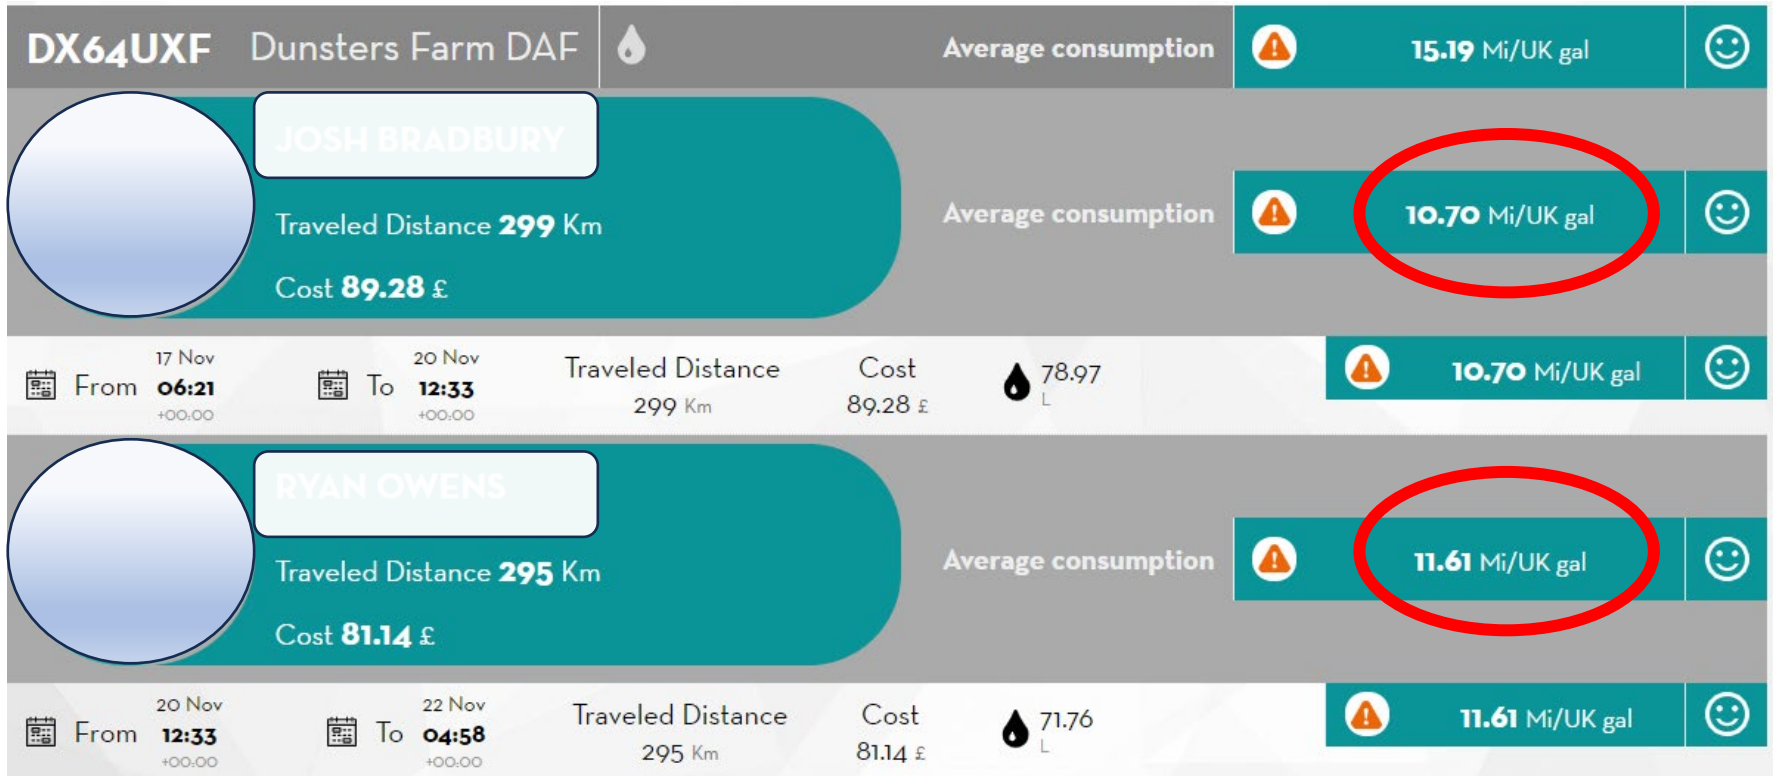 DX64UXF Dunsters Farm DAF Average consumption 15.19 Mi/UK gal
JOSH BRADBURY
Traveled Distance 299 Km
Average consumption 10.70 Mi/UK gal
Cost 89.28 £
From 17 Nov 06:21 +00:00 To 20 Nov 12:33 +00:00 Traveled Distance 299 Km Cost 89.28 £ 78.97 L 10.70 Mi/UK gal
RYAN OWENS
Traveled Distance 295 Km
Average consumption 11.61 Mi/UK gal
Cost 81.14 £
From 20 Nov 12:33 +00:00 To 22 Nov 04:58 +00:00 Traveled Distance 295 Km Cost 81.14 £ 71.76 L 11.61 Mi/UK gal